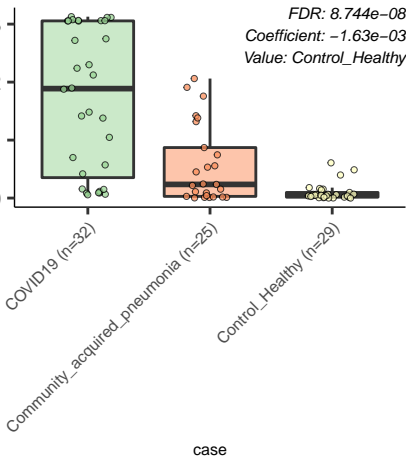 FDR: 8.744e−08
Coefficient: −1.63e−03
Value: Control_Healthy
COVID19 (n=32)
Community_acquired_pneumonia (n=25)
Control_Healthy (n=29)
case